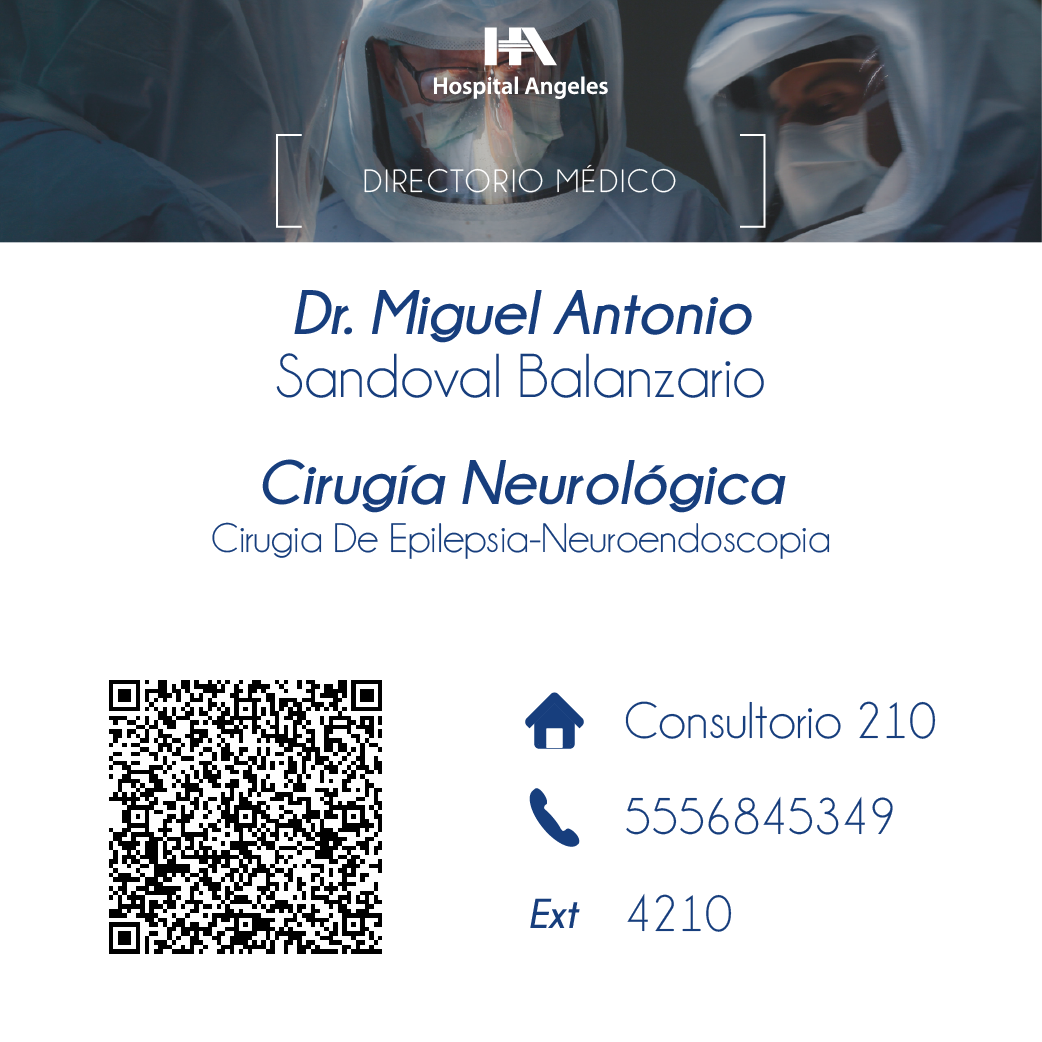 HA
Hospital Angeles
DIRECTORIO MÉDICO
Dr. Miguel Antonio
Sandoval Balanzario
Cirugía Neurológica
Cirugia De Epilepsia-Neuroendoscopia
Consultorio 210
5556845349
Ext 4210